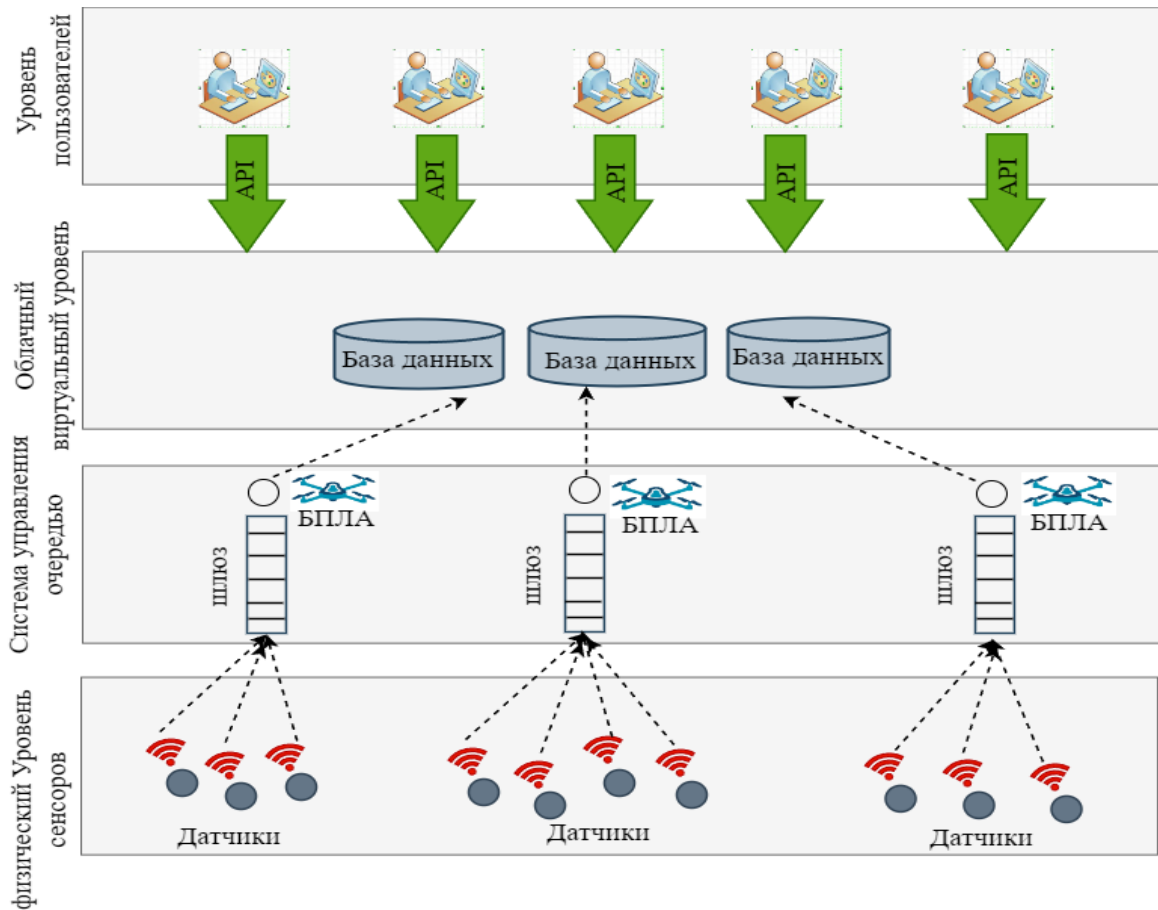 Уровень
пользователей
API
API
API
API
API
Облачный
виртуальный уровень
База данных
База данных
База данных
Система управления
очередью
БПЛА
БПЛА
БПЛА
шлюз
шлюз
шлюз
физический Уровень
сенсоров
Датчики
Датчики
Датчики